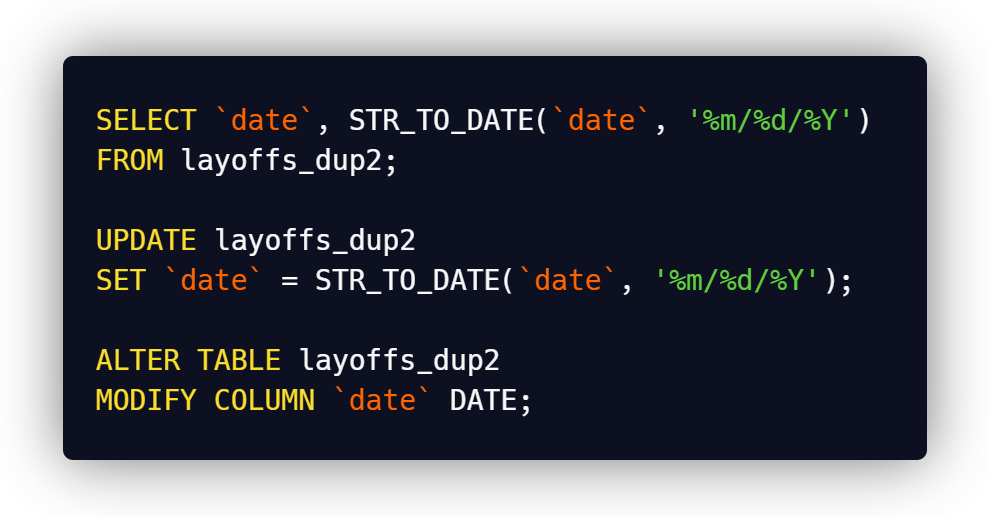 SELECT `date`, STR_TO_DATE(`date`, '%m/%d/%Y')
FROM layoffs_dup2;
UPDATE layoffs_dup2
SET `date` = STR_TO_DATE(`date`, '%m/%d/%Y');
ALTER TABLE layoffs_dup2
MODIFY COLUMN `date` DATE;